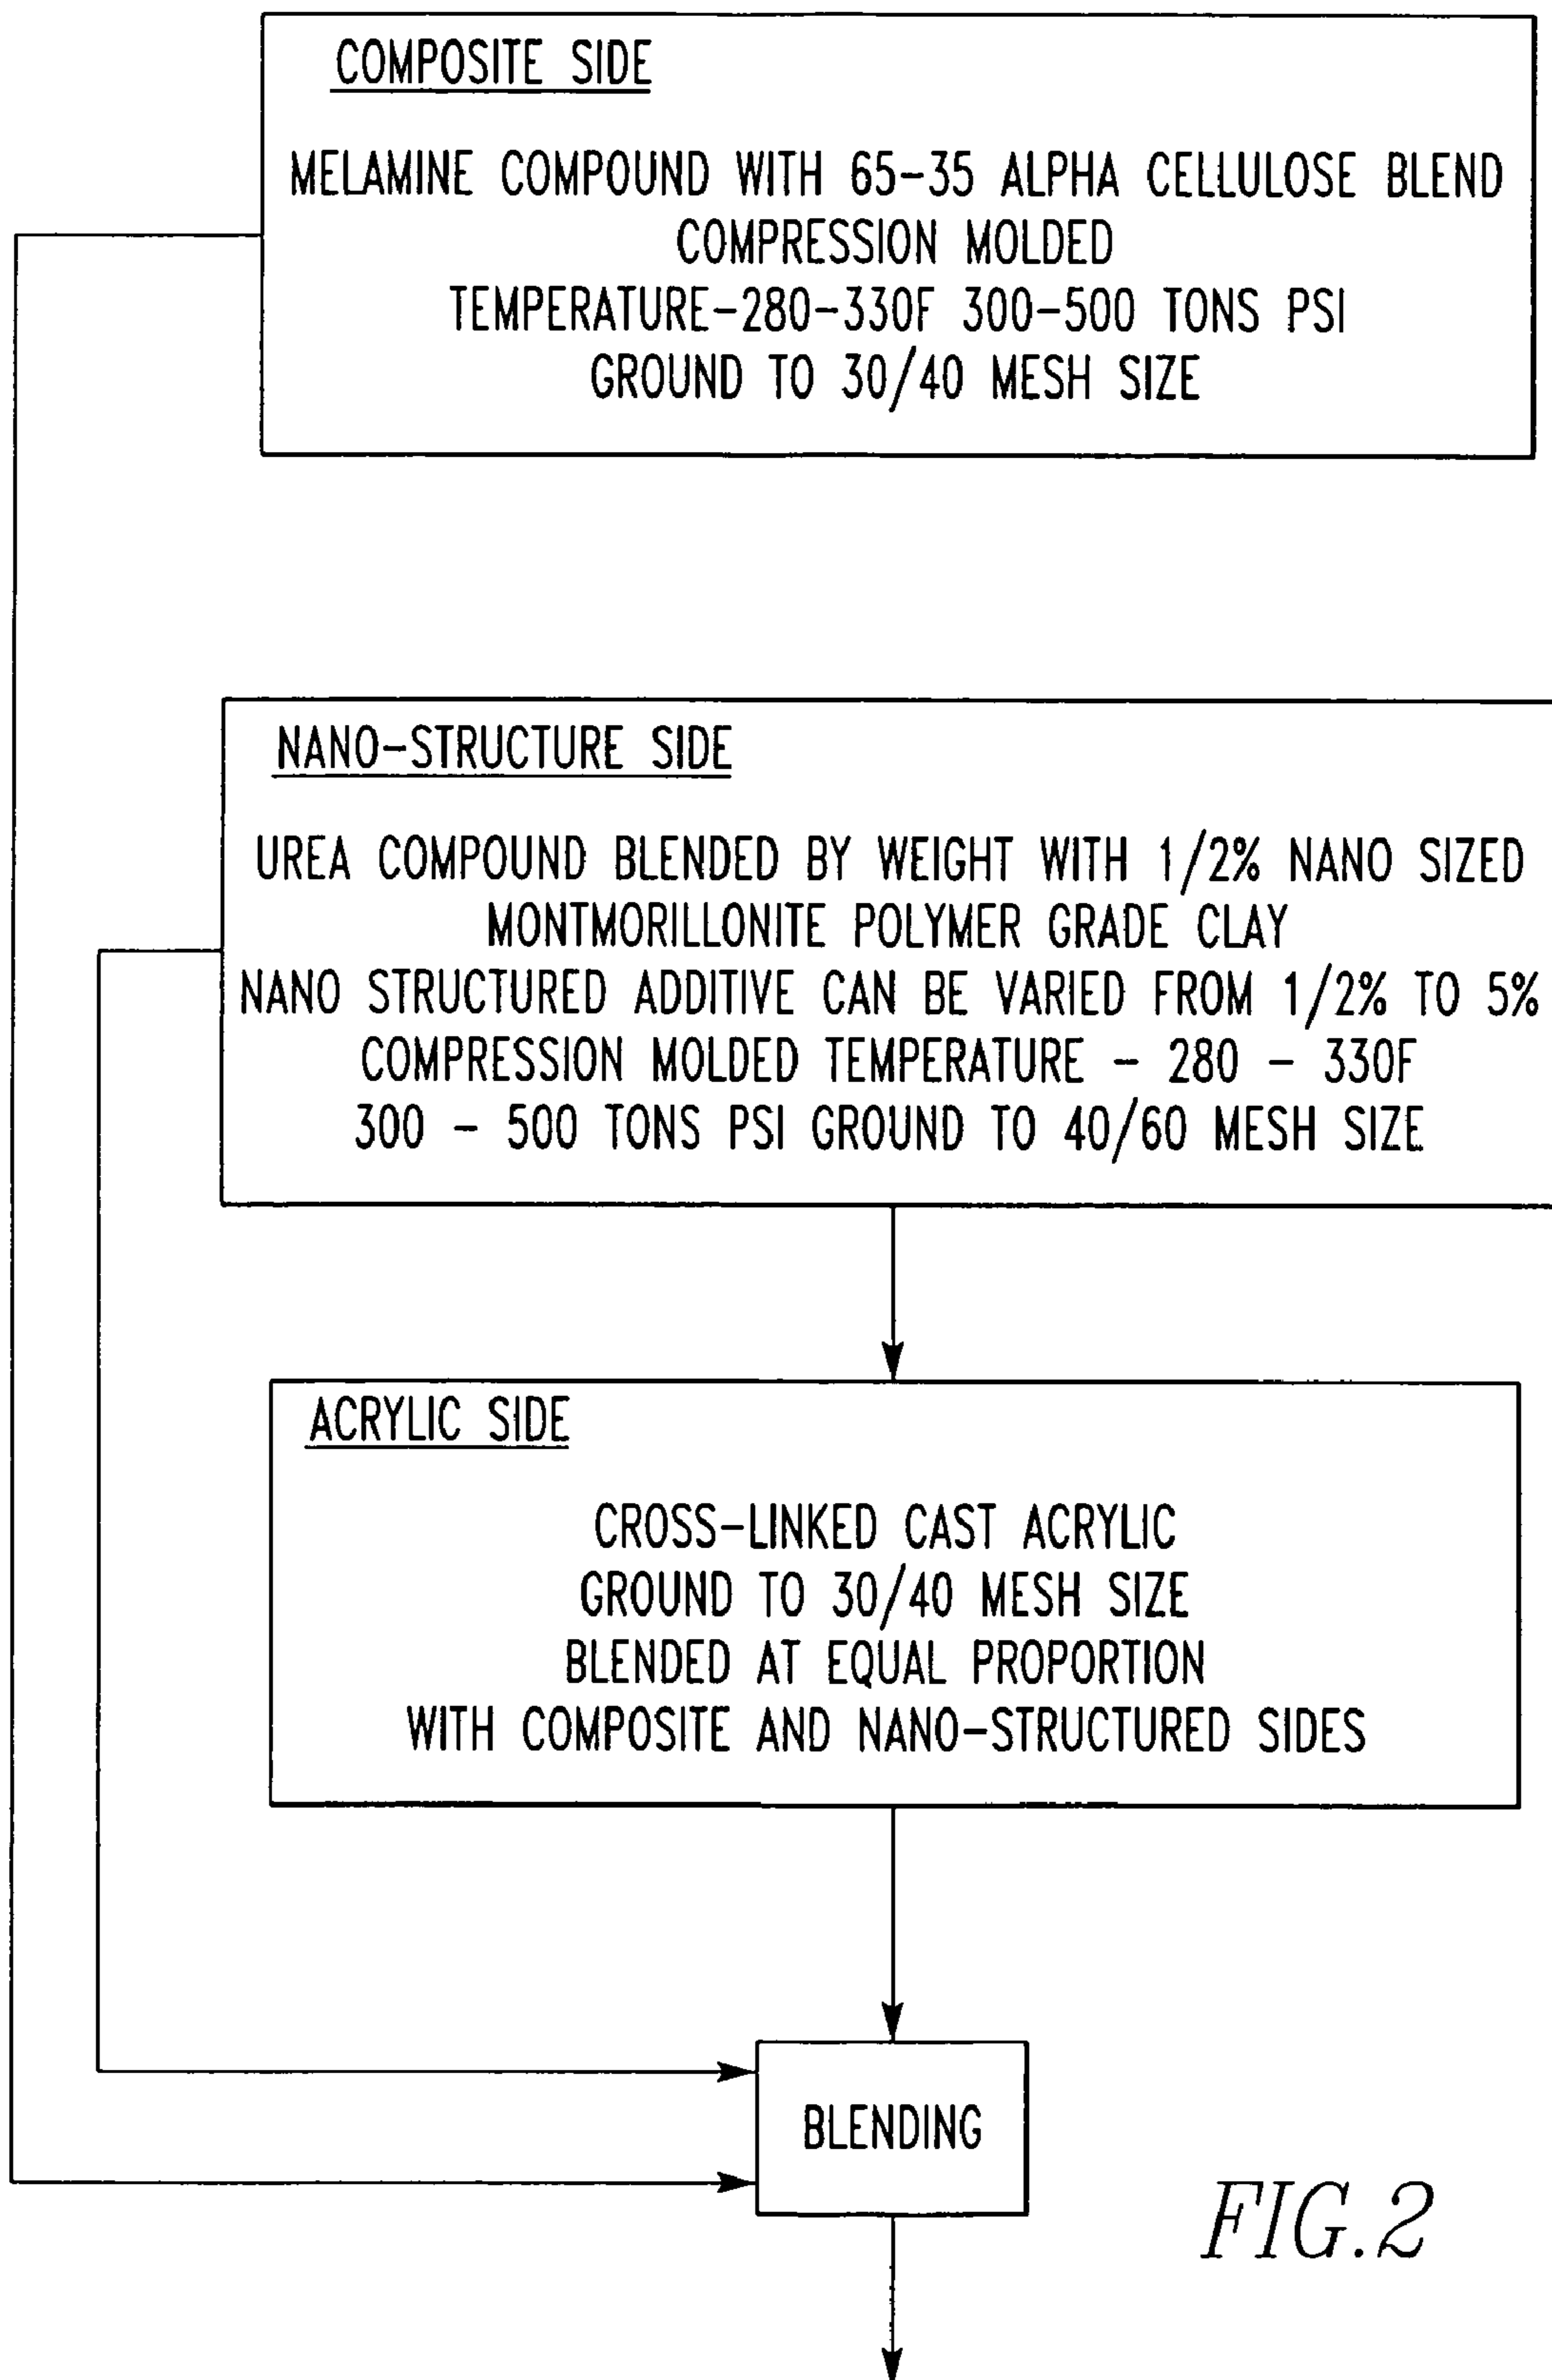 COMPOSITE SIDE
MELAMINE COMPOUND WITH 65-35 ALPHA CELLULOSE BLEND
COMPRESSION MOLDED
TEMPERATURE-280-330F 300-500 TONS PSI
GROUND TO 30/40 MESH SIZE
NANO-STRUCTURE SIDE
UREA COMPOUND BLENDED BY WEIGHT WITH 1/2% NANO SIZED
MONTMORILLONITE POLYMER GRADE CLAY
NANO STRUCTURED ADDITIVE CAN BE VARIED FROM 1/2% TO 5%
COMPRESSION MOLDED TEMPERATURE - 280 - 330F
300 - 500 TONS PSI GROUND TO 40/60 MESH SIZE
ACRYLIC SIDE
CROSS-LINKED CAST ACRYLIC
GROUND TO 30/40 MESH SIZE
BLENDED AT EQUAL PROPORTION
WITH COMPOSITE AND NANO-STRUCTURED SIDES
BLENDING
FIG.2